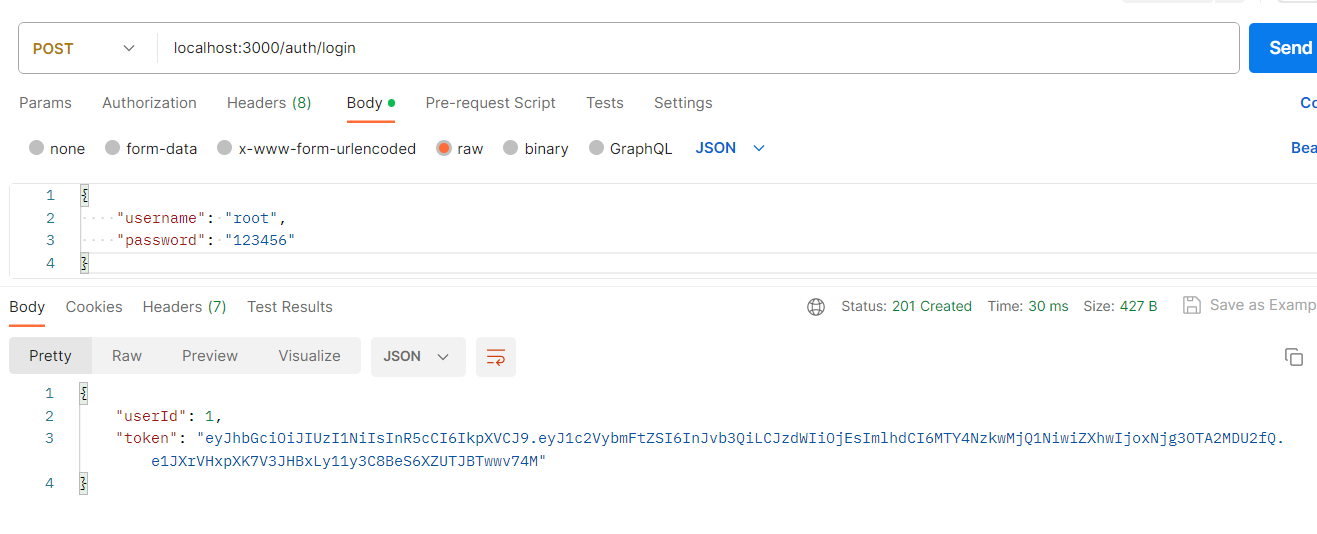 POST localhost:3000/auth/login Send
Params Authorization Headers (8) Body Pre-request Script Tests Settings Co
none form-data x-www-form-urlencoded raw binary GraphQL JSON Bea
1 {
2 "username": "root",
3 "password": "123456"
4 }
Body Cookies Headers (7) Test Results Status: 201 Created Time: 30 ms Size: 427 B Save as Examp
Pretty Raw Preview Visualize JSON
1 {
2 "userId": 1,
3 "token": "eyJhbGciOiJIUzI1NiIsInR5cCI6IkpXVCJ9.eyJ1c2VybmFtZSI6InJvb3QiLCJzdWIiOjEsImlhdCI6MTY4NzkwMjQ1NiwiZXhwIjoxNjg3OTA2MDU2fQ.
e1JXrVHxpXK7V3JHBxLy11y3C8BeS6XZUTJBTwwv74M"
4 }